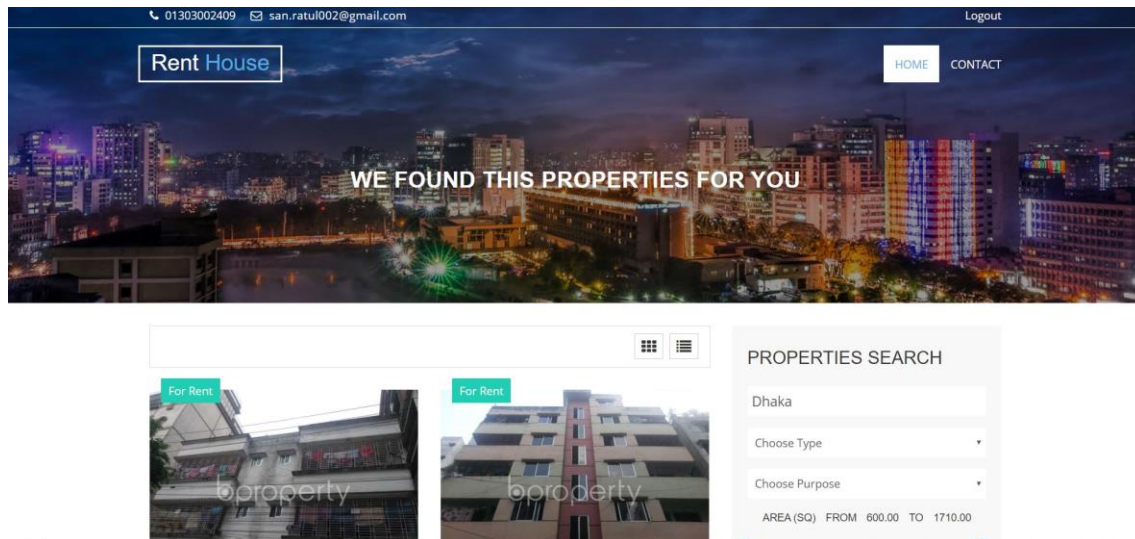 01303002409 san.ratul002@gmail.com Logout
Rent House HOME CONTACT
WE FOUND THIS PROPERTIES FOR YOU
PROPERTIES SEARCH
For Rent For Rent
Dhaka
Choose Type
Choose Purpose
bproperty bproperty
AREA (SQ) FROM 600.00 TO 1710.00